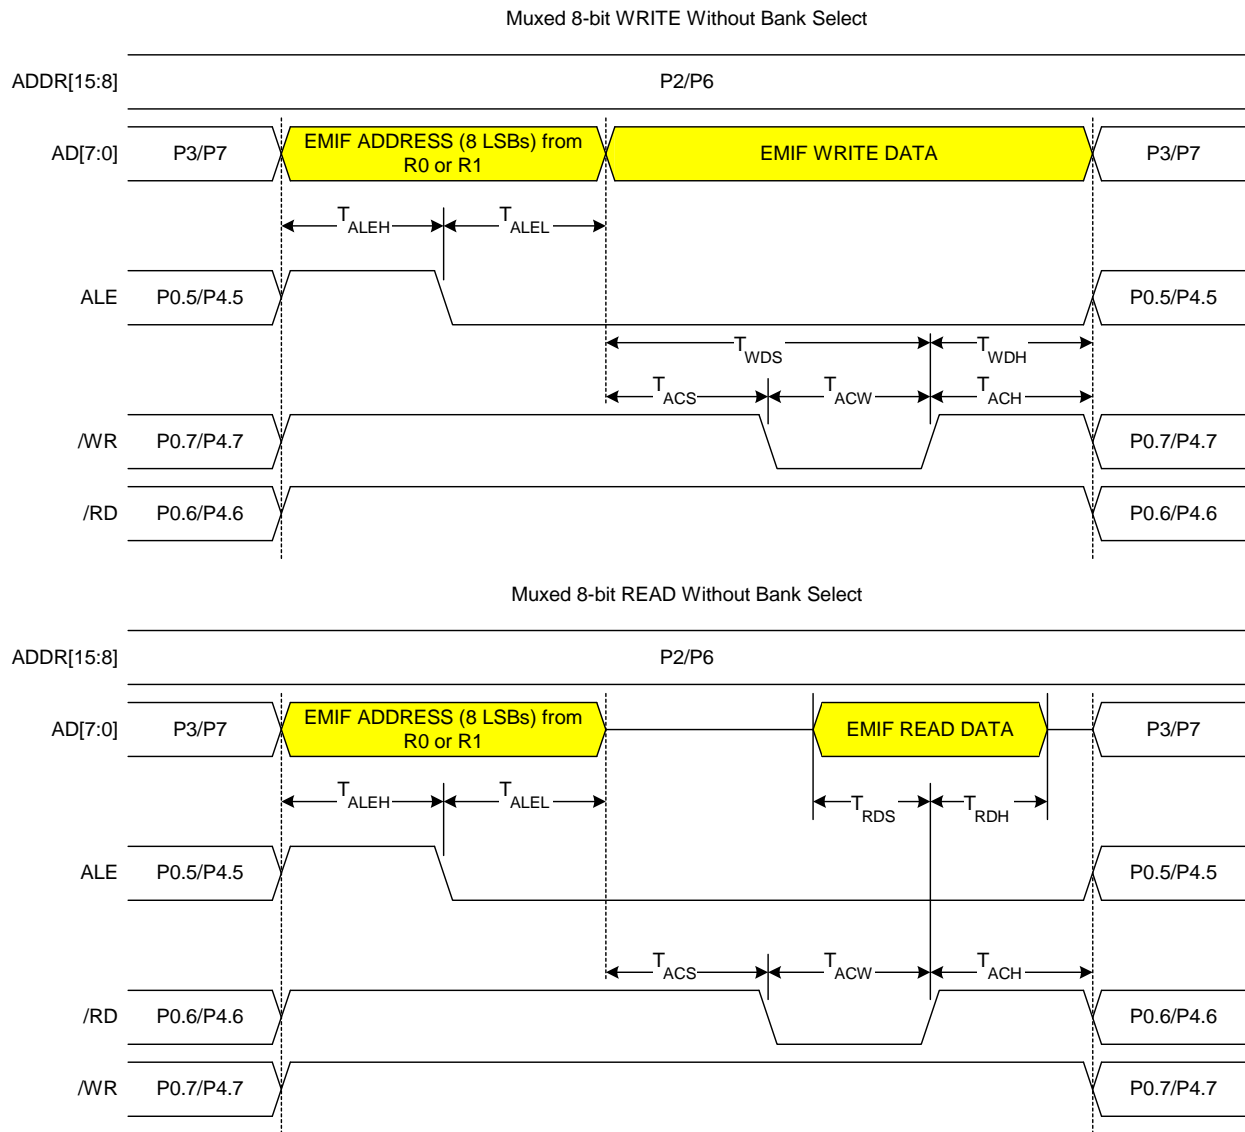 Muxed 8-bit WRITE Without Bank Select
ADDR[15:8] P2/P6
AD[7:0] P3/P7 EMIF ADDRESS (8 LSBs) from R0 or R1 EMIF WRITE DATA P3/P7
TALEH TALEL
ALE P0.5/P4.5 P0.5/P4.5
TWDS TWDH
TACS TACW TACH
/WR P0.7/P4.7 P0.7/P4.7
/RD P0.6/P4.6 P0.6/P4.6
Muxed 8-bit READ Without Bank Select
ADDR[15:8] P2/P6
AD[7:0] P3/P7 EMIF ADDRESS (8 LSBs) from R0 or R1 EMIF READ DATA P3/P7
TALEH TALEL TRDS TRDH
ALE P0.5/P4.5 P0.5/P4.5
TACS TACW TACH
/RD P0.6/P4.6 P0.6/P4.6
/WR P0.7/P4.7 P0.7/P4.7